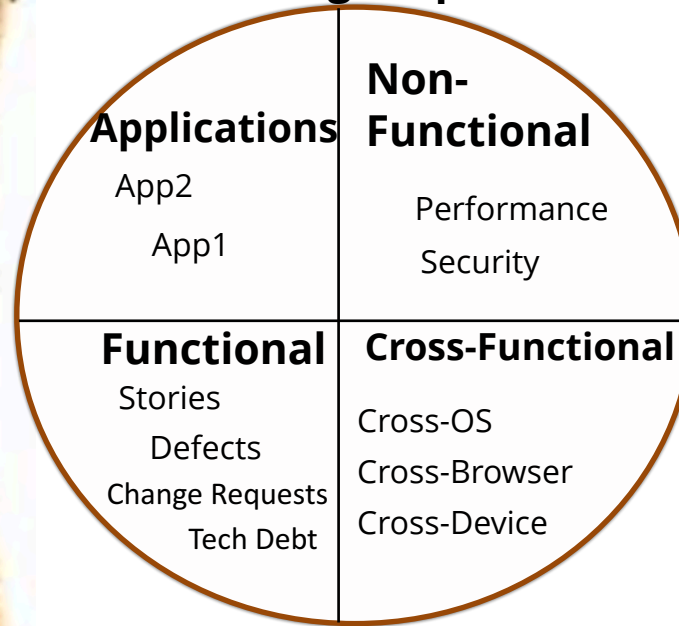 Applications
App2
App1
Non-
Functional
Performance
Security
Functional
Stories
Defects
Change Requests
Tech Debt
Cross-Functional
Cross-OS
Cross-Browser
Cross-Device